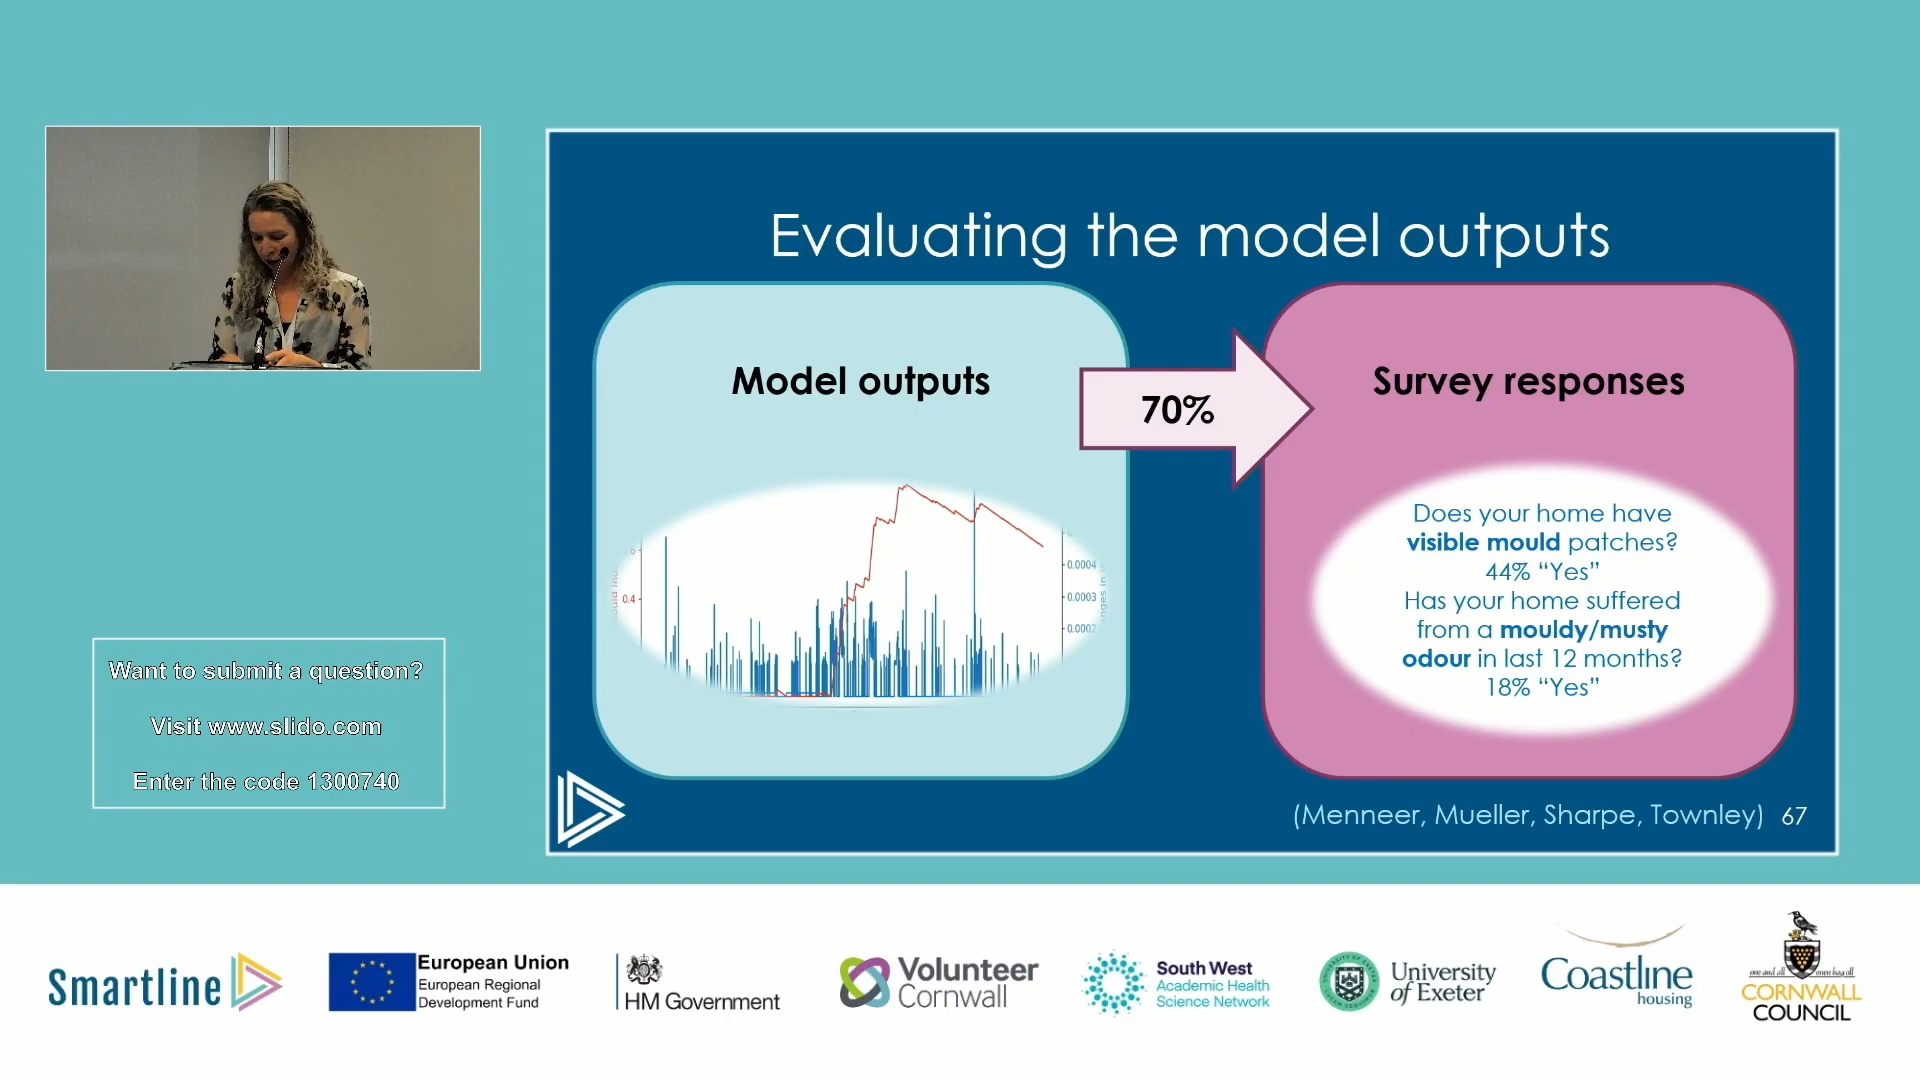 Evaluating the model outputs
Model outputs
70%
Survey responses
0.4
0.0004
0.0003
0.0002
Does your home have
visible mould patches?
44% “Yes”
Has your home suffered
from a mouldy/musty
odour in last 12 months?
18% “Yes”
(Menneer, Mueller, Sharpe, Townley) 67
Want to submit a question?
Visit www.slido.com
Enter the code 1300740
Smartline
European Union
European Regional
Development Fund
HM Government
Volunteer
Cornwall
South West
Academic Health
Science Network
University
of Exeter
Coastline
housing
one and all
CORNWALL
COUNCIL